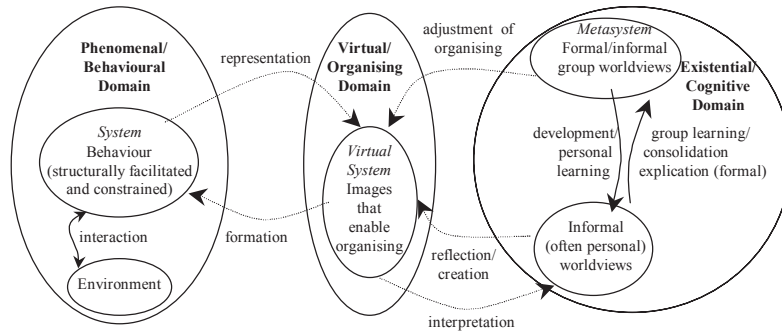 Phenomenal/
Behavioural
Domain
System
Behaviour
(structurally facilitated
and constrained)
interaction
Environment
representation
formation
Virtual/
Organising
Domain
Virtual
System
Images
that
enable
organising
adjustment of
organising
reflection/
creation
interpretation
Metasystem
Formal/informal
group worldviews
Existential/
Cognitive
Domain
development/
personal
learning
group learning/
consolidation
explication (formal)
Informal
(often personal)
worldviews